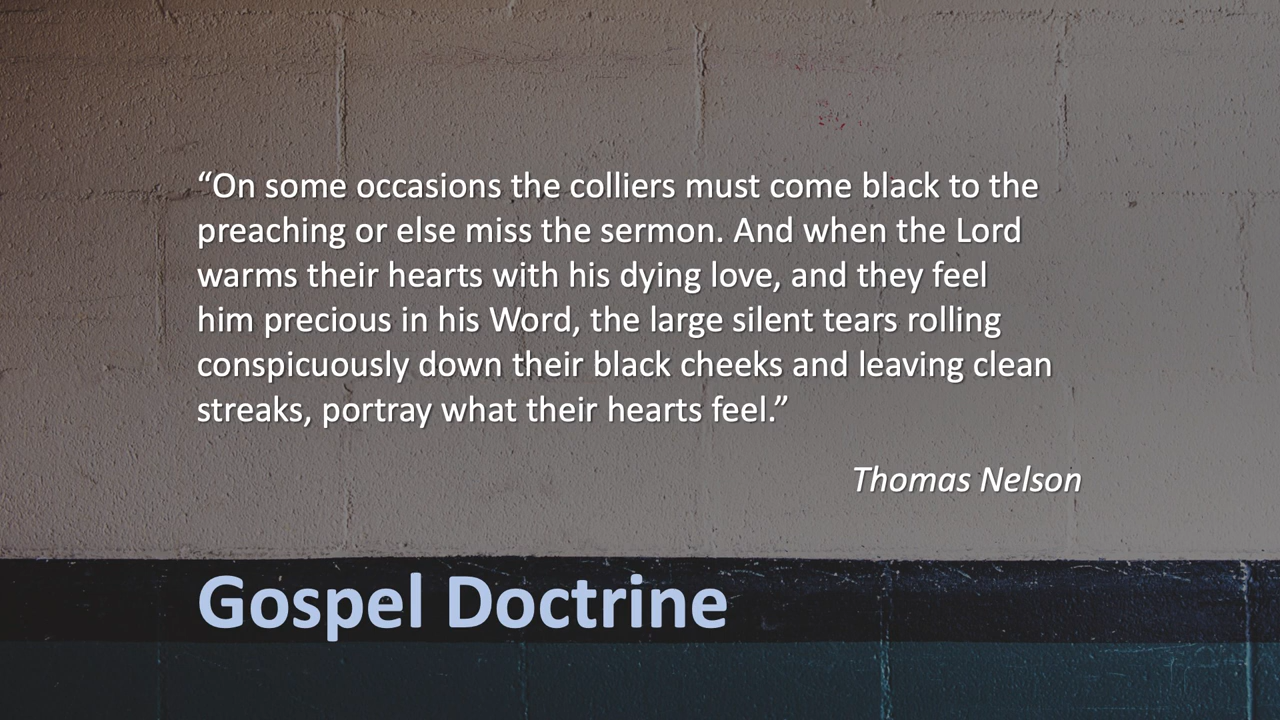 “On some occasions the colliers must come black to the
preaching or else miss the sermon. And when the Lord
warms their hearts with his dying love, and they feel
him precious in his Word, the large silent tears rolling
conspicuously down their black cheeks and leaving clean
streaks, portray what their hearts feel.”
Thomas Nelson
Gospel Doctrine